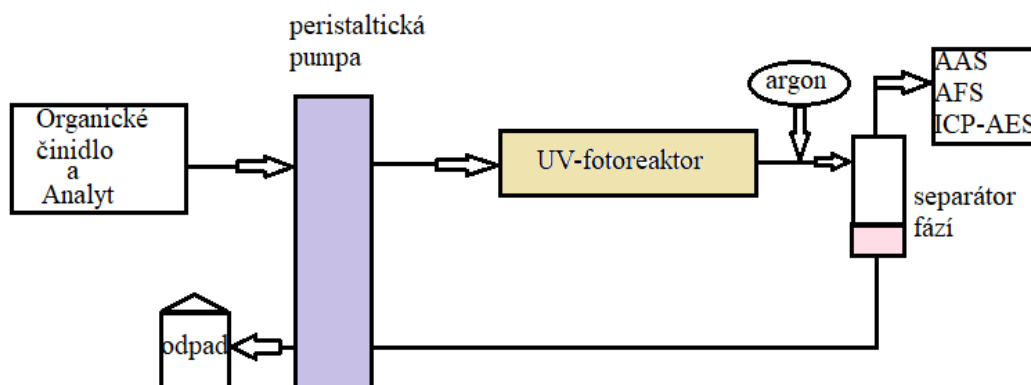 peristaltická
pumpa
Organické
činidlo
a
Analyt
UV-fotoreaktor
argon
AAS
AFS
ICP-AES
separátor
fází
odpad